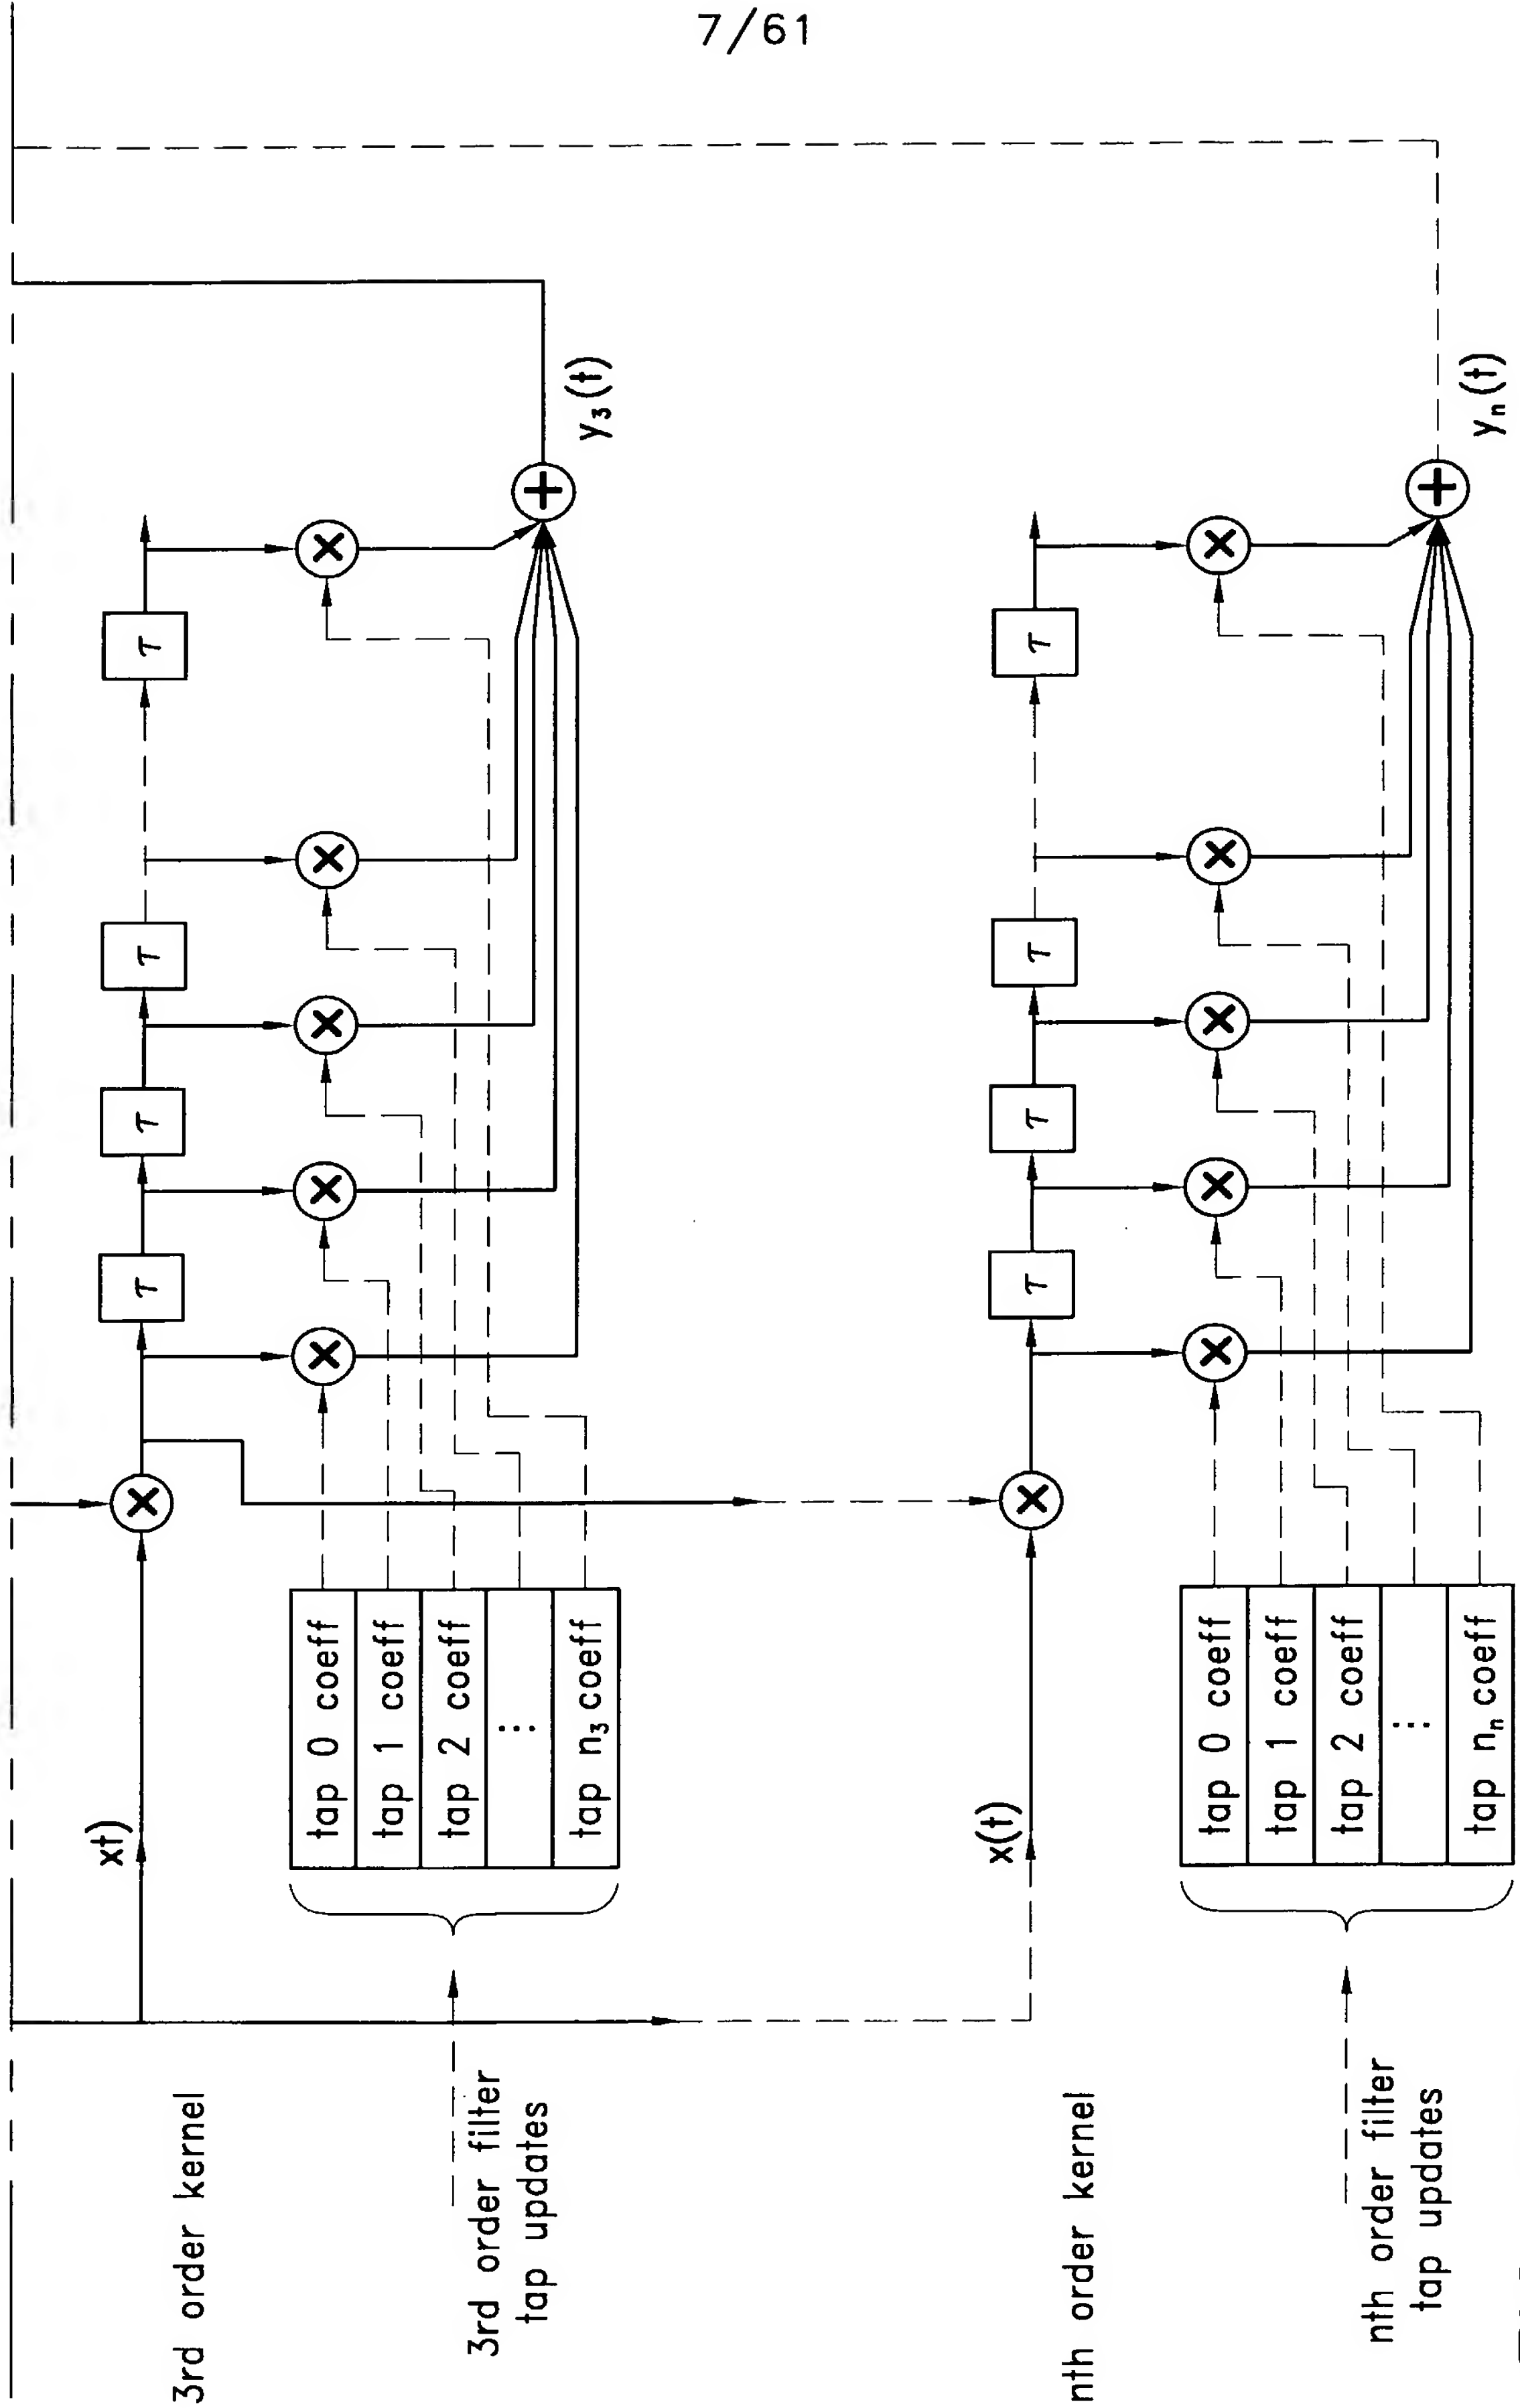 7/61
3rd order kernel
xt)
τ
τ
τ
τ
3rd order filter
tap updates
tap 0 coeff
tap 1 coeff
tap 2 coeff
⋮
tap n₃ coeff
y₃(t)
nth order kernel
x(t)
τ
τ
τ
τ
nth order filter
tap updates
tap 0 coeff
tap 1 coeff
tap 2 coeff
⋮
tap nₙ coeff
yₙ(t)